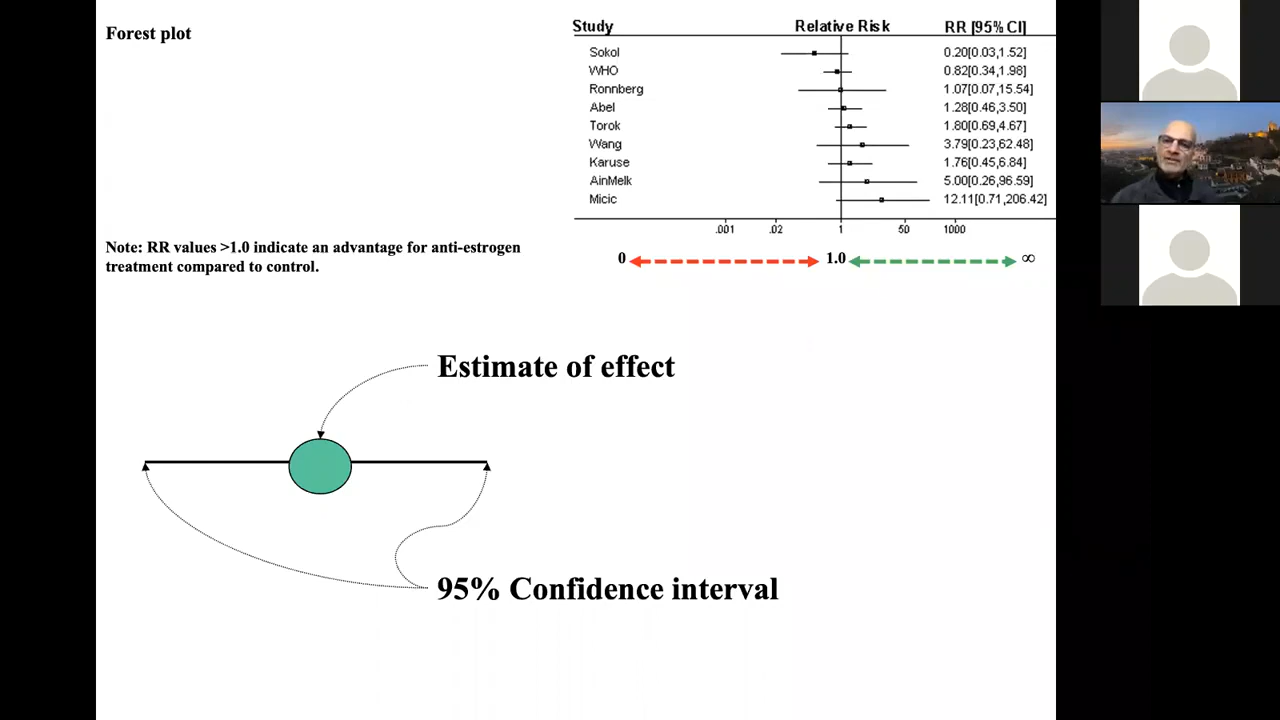 Forest plot
Study Relative Risk RR [95% CI]
Sokol 0.20[0.03,1.52]
WHO 0.82[0.34,1.98]
Ronnberg 1.07[0.07,15.54]
Abel 1.28[0.46,3.50]
Torok 1.80[0.69,4.67]
Wang 3.79[0.23,62.48]
Karuse 1.76[0.45,6.84]
AinMelk 5.00[0.26,96.59]
Micic 12.11[0.71,206.42]
.001 .02 1 50 1000
0 1.0 ∞
Note: RR values >1.0 indicate an advantage for anti-estrogen
treatment compared to control.
Estimate of effect
95% Confidence interval